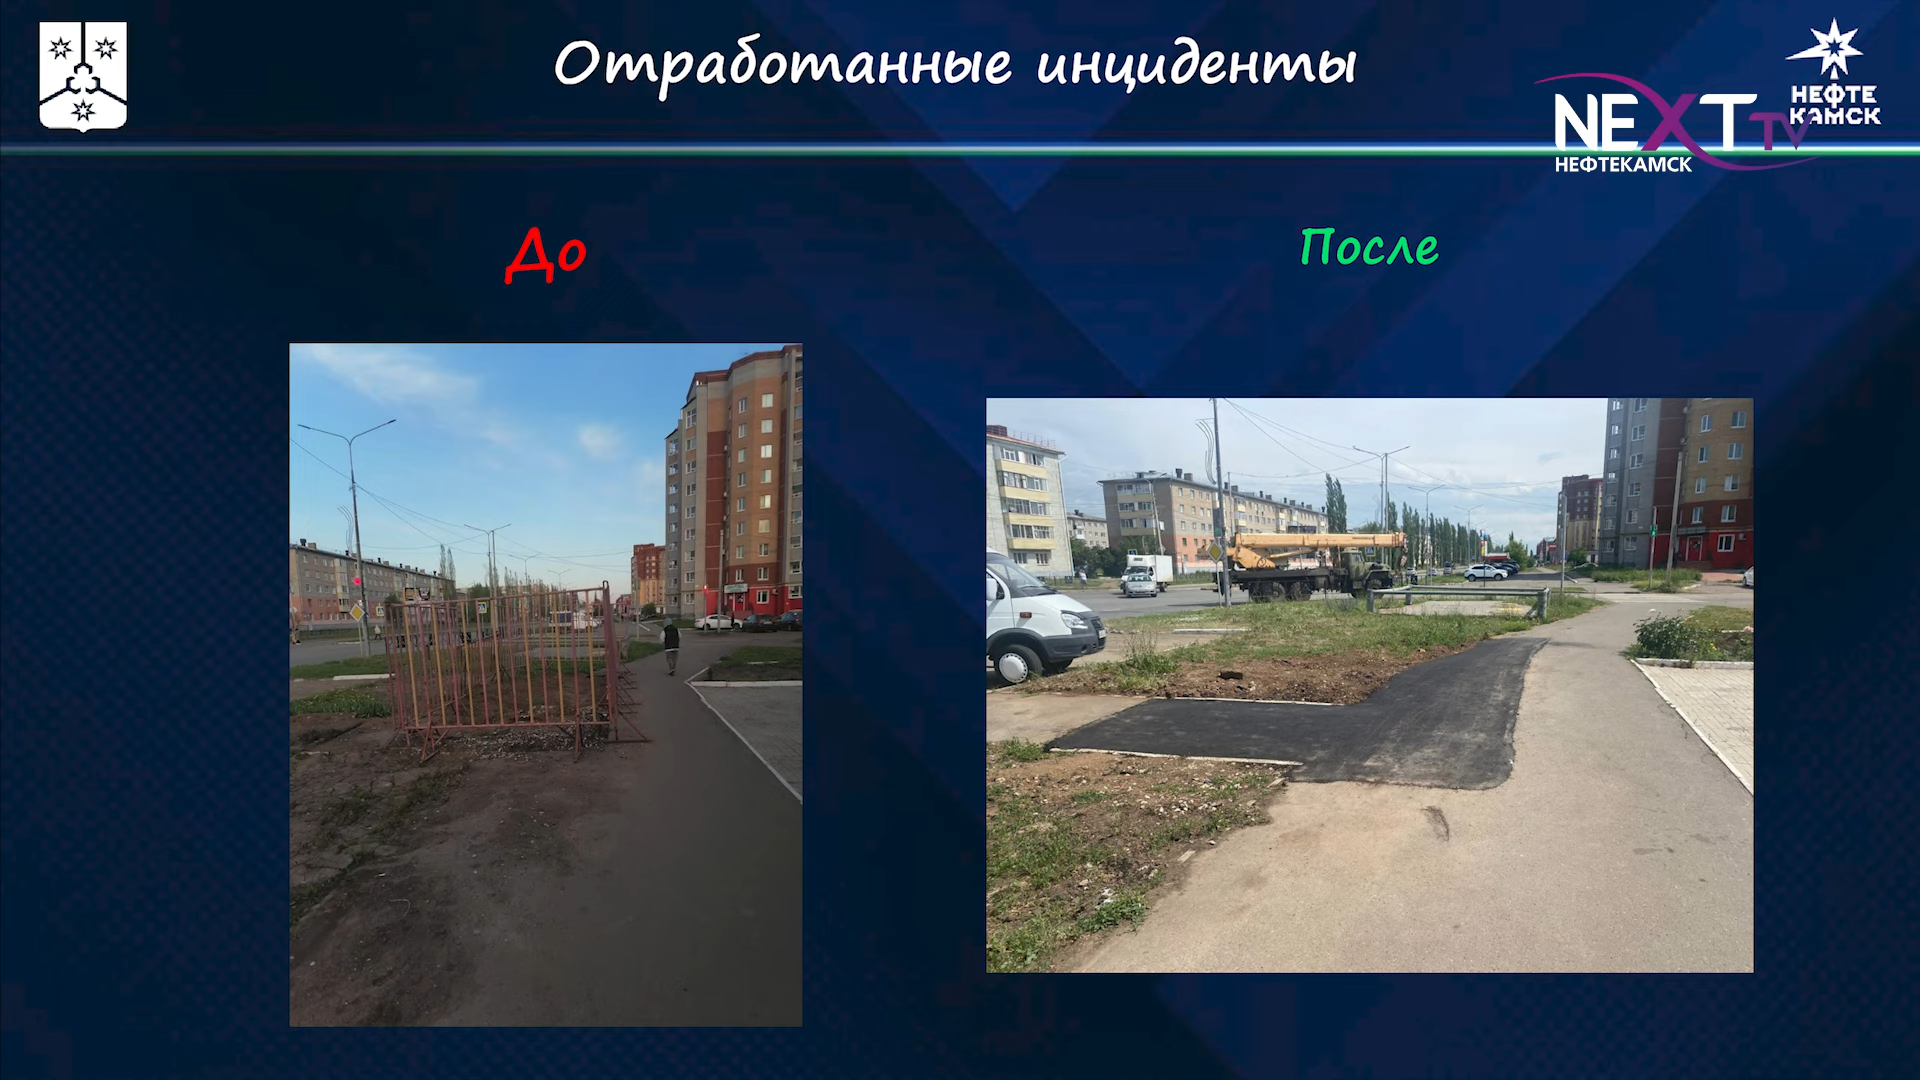 Отработанные инциденты
НЕФТЕ
КАМСК
NEXT TV
НЕФТЕКАМСК
До
После